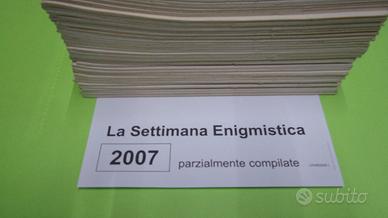 La Settimana Enigmistica
2007 parzialmente compilate
subito